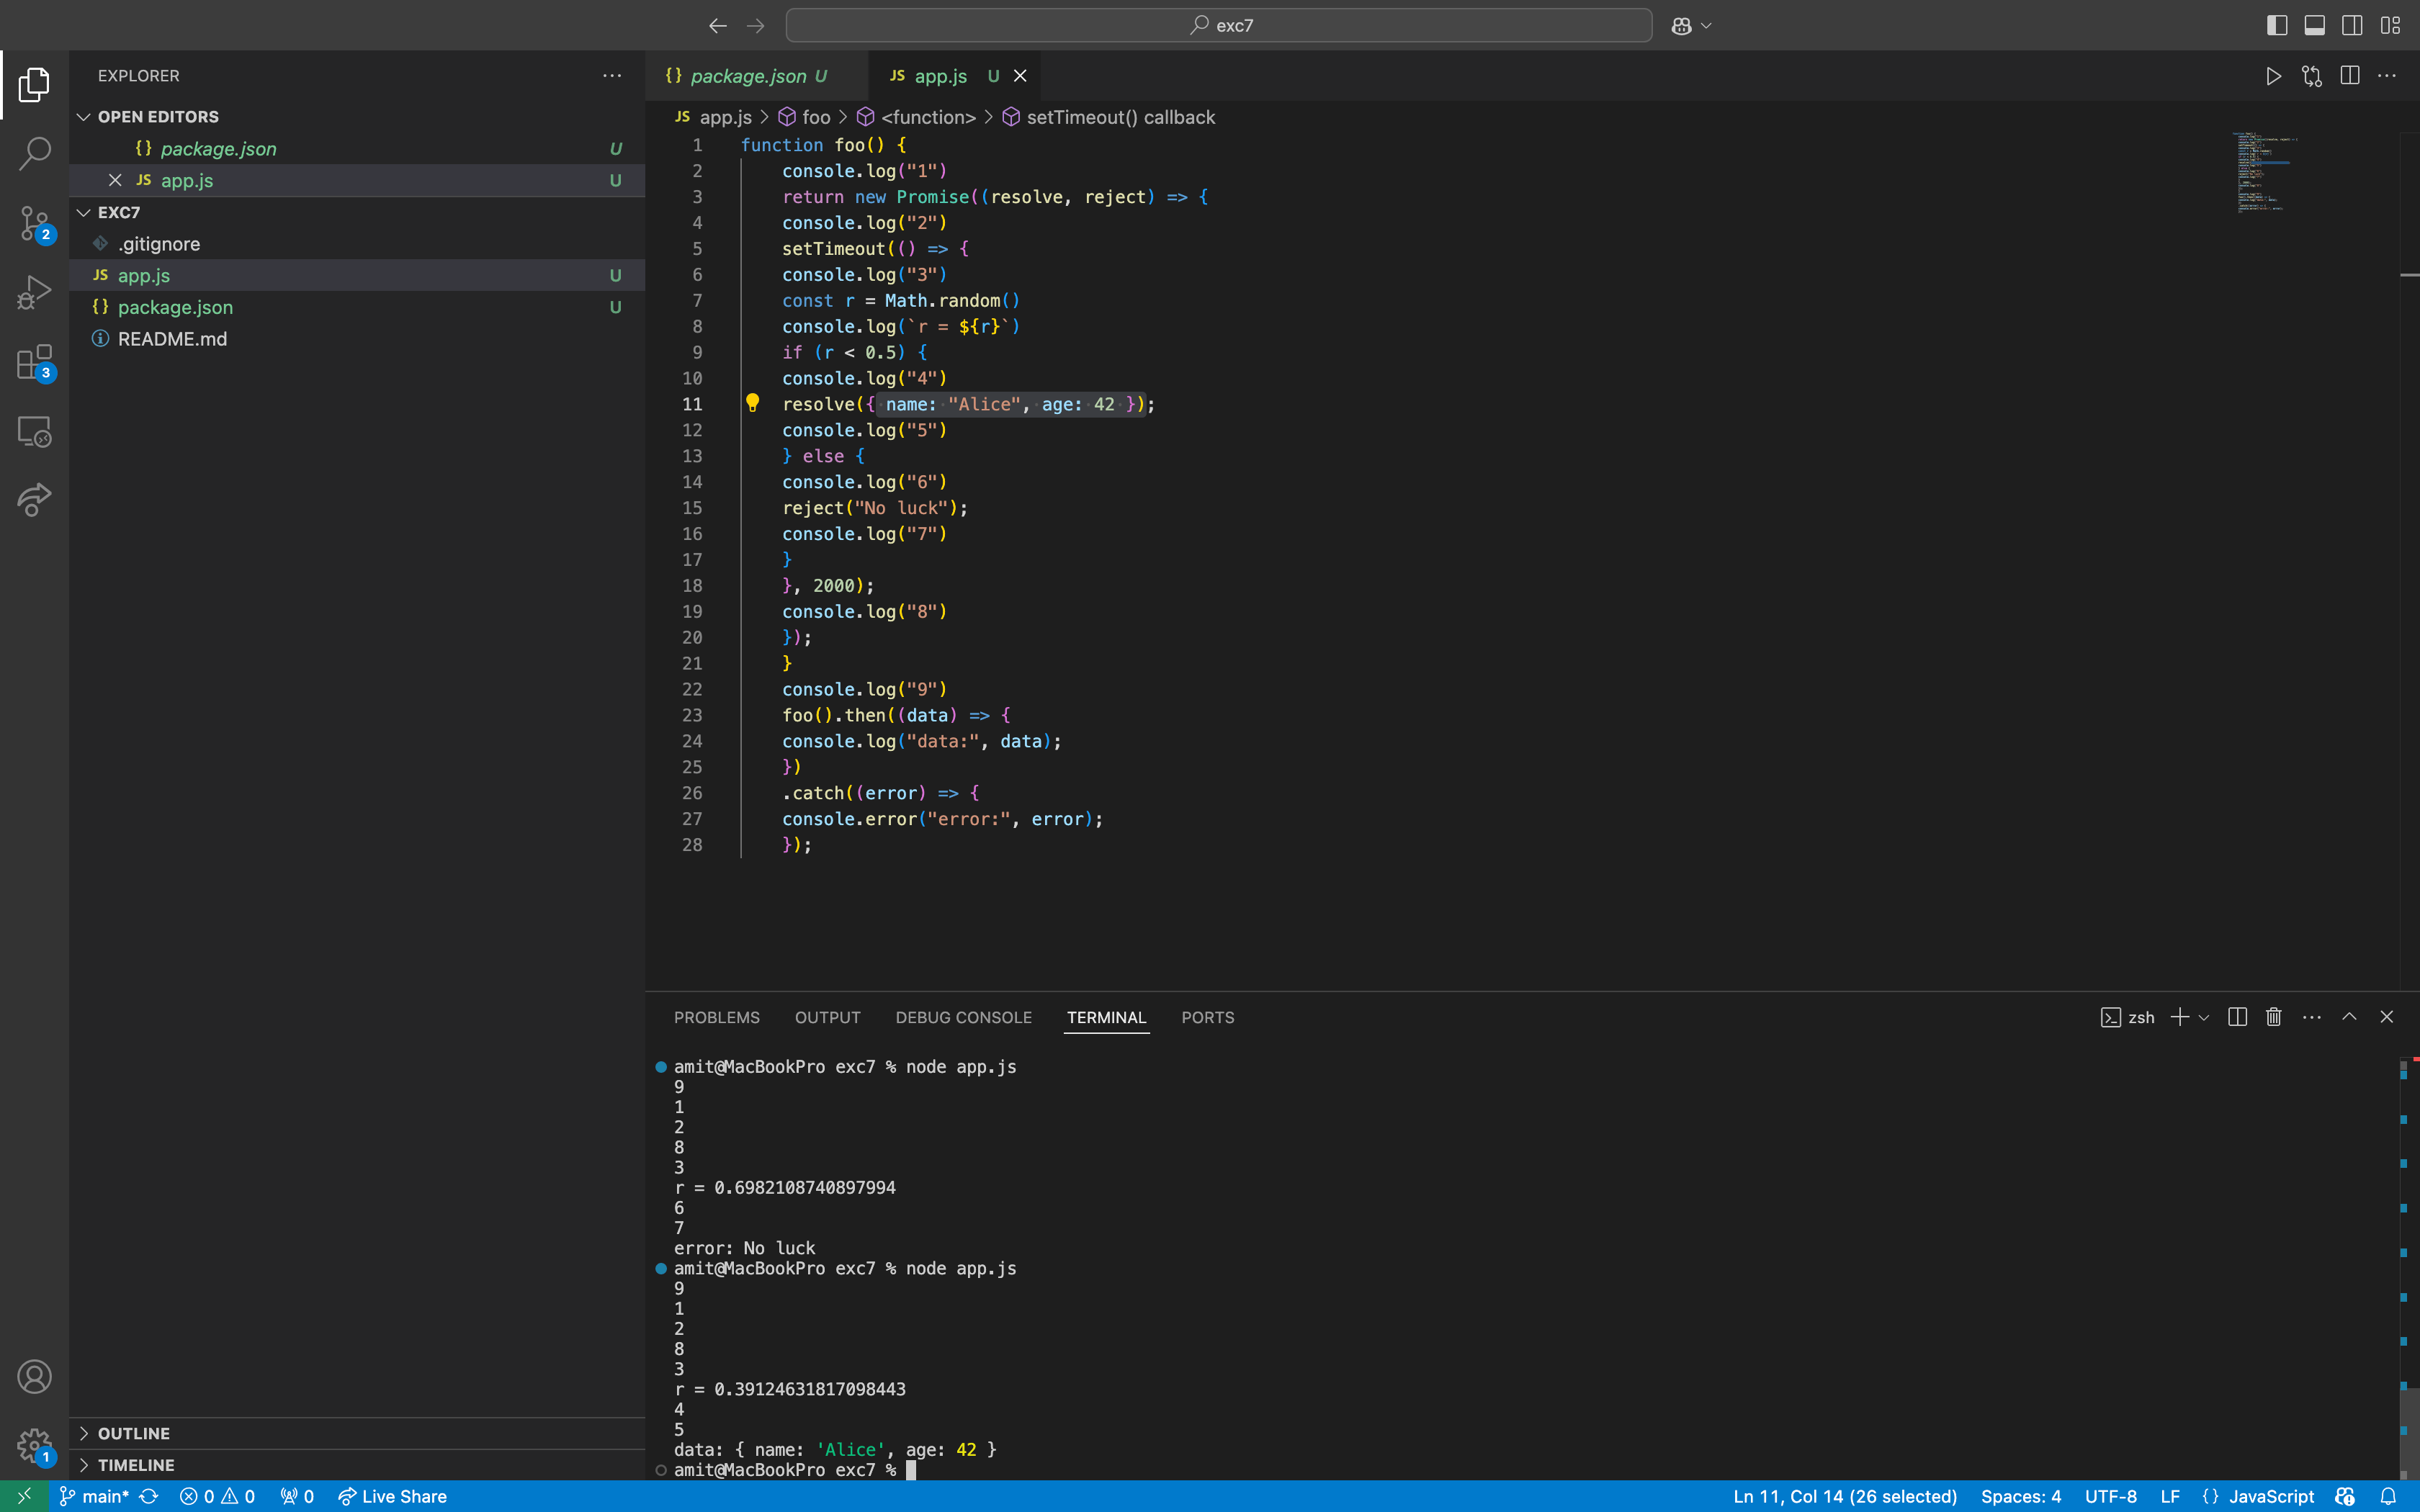 exc7
EXPLORER
OPEN EDITORS
{} package.json U
JS app.js U
EXC7
.gitignore
JS app.js U
{} package.json U
README.md
OUTLINE
TIMELINE
2
3
1
{} package.json U
JS app.js U
JS app.js > foo > <function> > setTimeout() callback
1 function foo() {
2 console.log("1")
3 return new Promise((resolve, reject) => {
4 console.log("2")
5 setTimeout(() => {
6 console.log("3")
7 const r = Math.random()
8 console.log(`r = ${r}`)
9 if (r < 0.5) {
10 console.log("4")
11 resolve({ name: "Alice", age: 42 });
12 console.log("5")
13 } else {
14 console.log("6")
15 reject("No luck");
16 console.log("7")
17 }
18 }, 2000);
19 console.log("8")
20 });
21 }
22 console.log("9")
23 foo().then((data) => {
24 console.log("data:", data);
25 })
26 .catch((error) => {
27 console.error("error:", error);
28 });
PROBLEMS OUTPUT DEBUG CONSOLE TERMINAL PORTS
zsh
amit@MacBookPro exc7 % node app.js
9
1
2
8
3
r = 0.6982108740897994
6
7
error: No luck
amit@MacBookPro exc7 % node app.js
9
1
2
8
3
r = 0.39124631817098443
4
5
data: { name: 'Alice', age: 42 }
amit@MacBookPro exc7 %
main* 0 0 0 Live Share Ln 11, Col 14 (26 selected) Spaces: 4 UTF-8 LF {} JavaScript